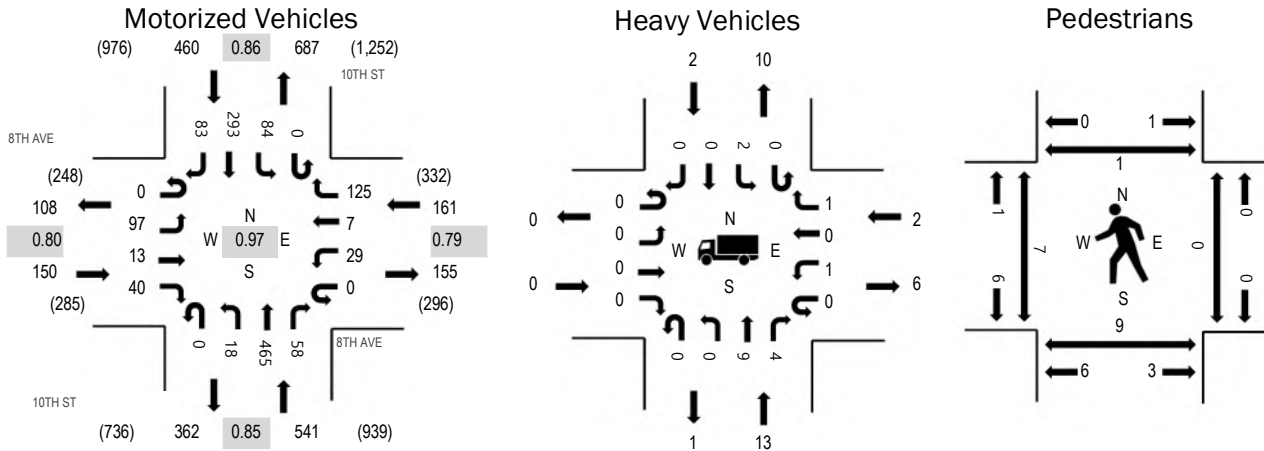 Motorized Vehicles
(976) 460 0.86 687 (1,252)
10TH ST
83 293 84 0
8TH AVE
(248) 0 125 (332)
108 97 7 161
0.80 N 0.79
W 0.97 E
150 13 S 29 155
(285) 40 0 (296)
0 18 465 58
8TH AVE
10TH ST
(736) 362 0.85 541 (939)
Heavy Vehicles
2 10
0 0 2 0
0 1
0 0 N 0 2
W E
0 0 S 1 6
0 0
0 0 9 4
1 13
Pedestrians
0 1
1
1 7 N 0 0
W E
6 S 0
9
6 3